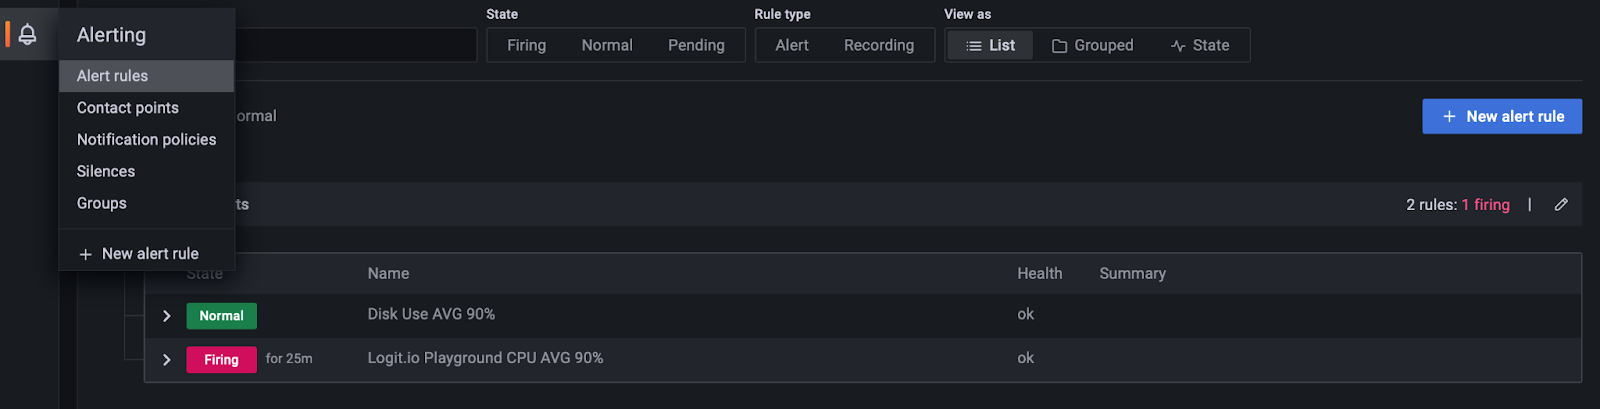 Alerting
Alert rules
Contact points
Notification policies
Silences
Groups
+ New alert rule
State
Firing Normal Pending
Rule type
Alert Recording
View as
List Grouped State
ormal
+ New alert rule
ts
2 rules: 1 firing |
State Name Health Summary
Normal Disk Use AVG 90% ok
Firing for 25m Logit.io Playground CPU AVG 90% ok